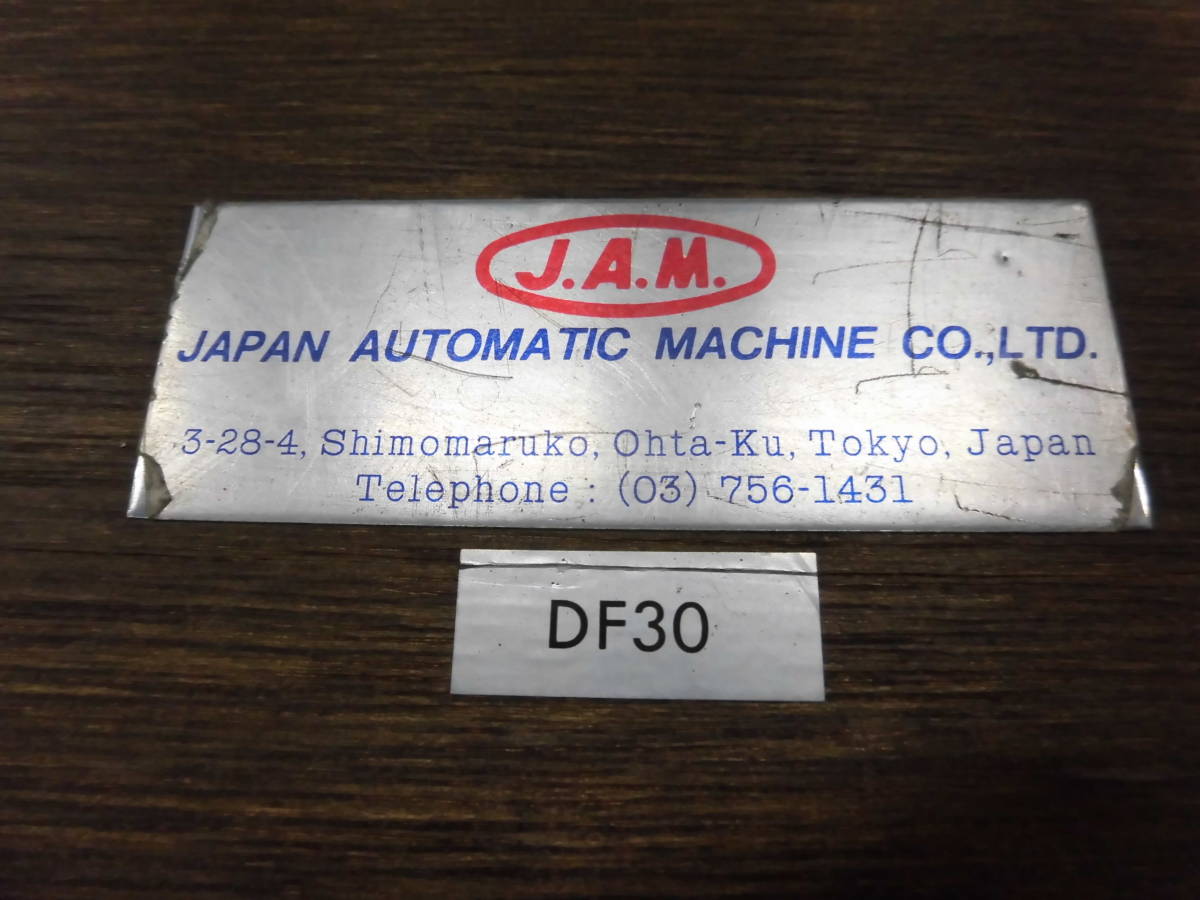 J.A.M.
JAPAN AUTOMATIC MACHINE CO.,LTD.
3-28-4, Shimomaruko, Ohta-Ku, Tokyo, Japan
Telephone : (03) 756-1431
DF30